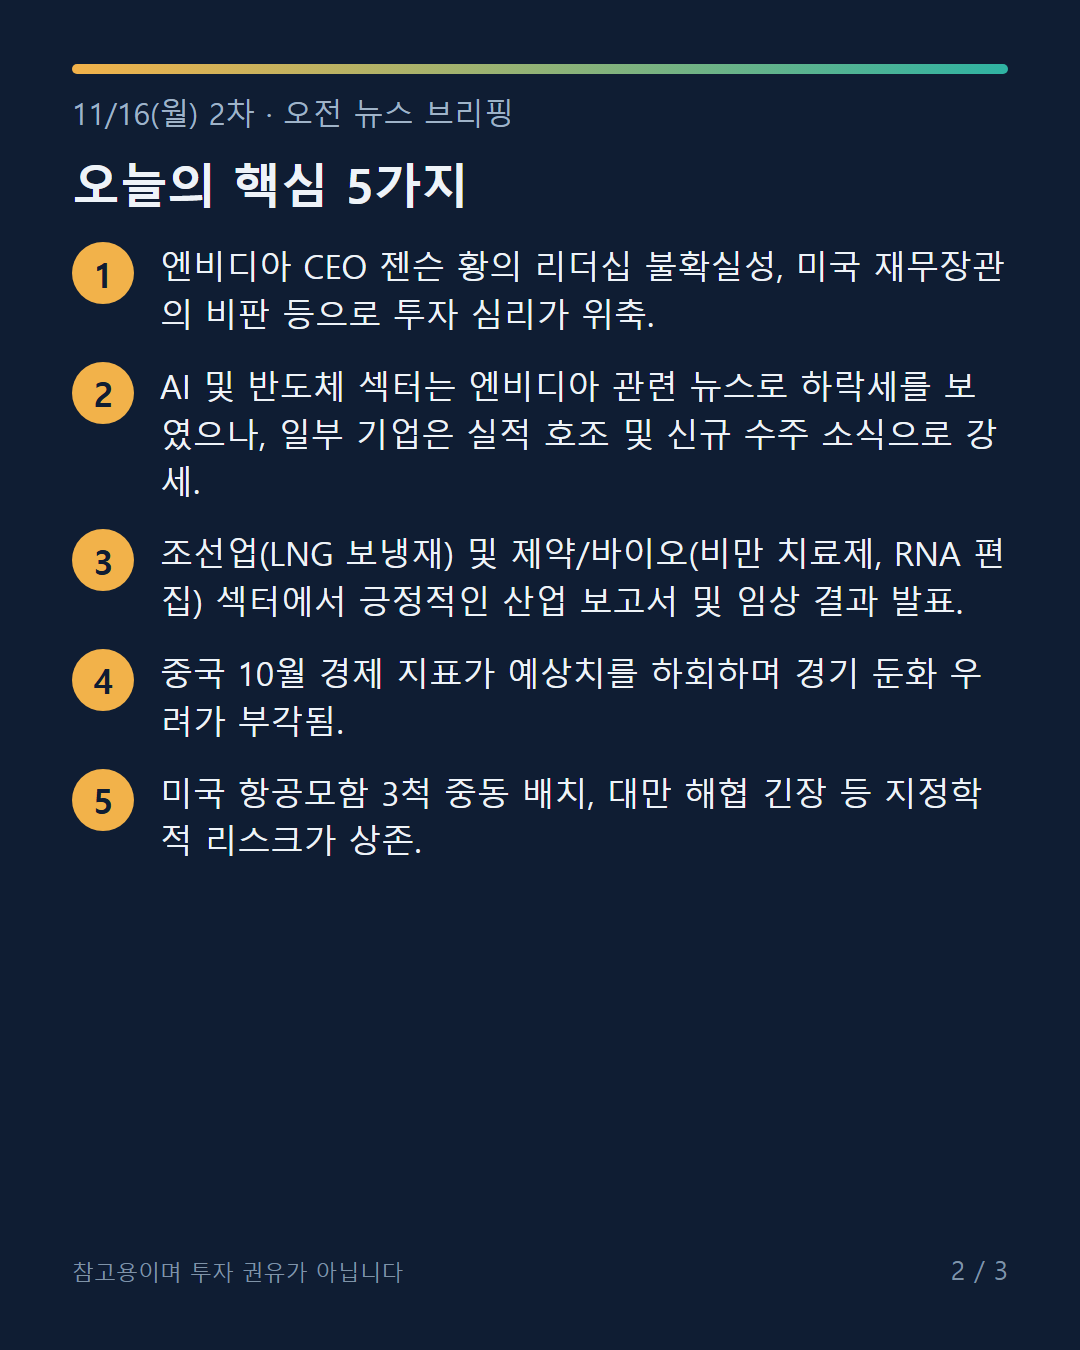 11/16(월) 2차 · 오전 뉴스 브리핑
오늘의 핵심 5가지
1 엔비디아 CEO 젠슨 황의 리더십 불확실성, 미국 재무장관
의 비판 등으로 투자 심리가 위축.
2 AI 및 반도체 섹터는 엔비디아 관련 뉴스로 하락세를 보
였으나, 일부 기업은 실적 호조 및 신규 수주 소식으로 강
세.
3 조선업(LNG 보냉재) 및 제약/바이오(비만 치료제, RNA 편
집) 섹터에서 긍정적인 산업 보고서 및 임상 결과 발표.
4 중국 10월 경제 지표가 예상치를 하회하며 경기 둔화 우
려가 부각됨.
5 미국 항공모함 3척 중동 배치, 대만 해협 긴장 등 지정학
적 리스크가 상존.
참고용이며 투자 권유가 아닙니다
2 / 3